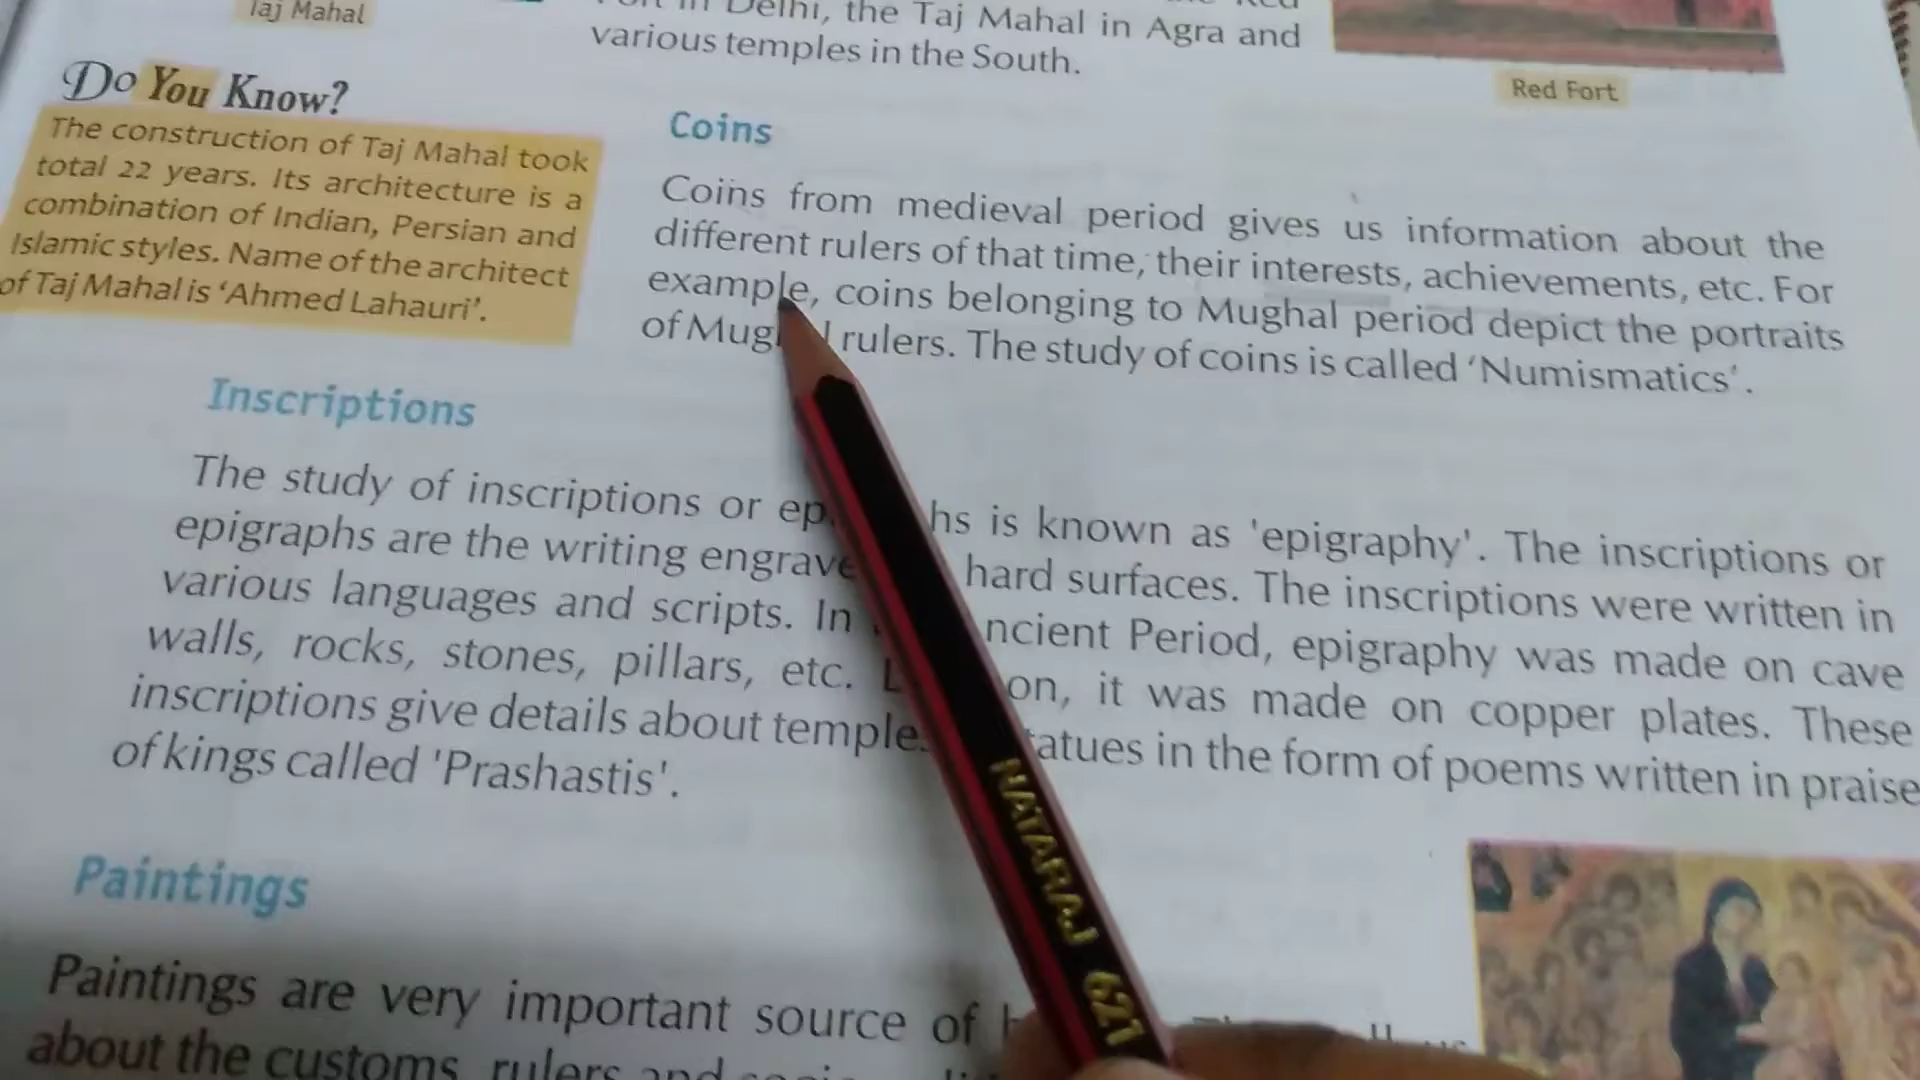 Taj Mahal
in Delhi, the Taj Mahal in Agra and
various temples in the South.
Red Fort
Do You Know?
The construction of Taj Mahal took
total 22 years. Its architecture is a
combination of Indian, Persian and
Islamic styles. Name of the architect
of Taj Mahal is ‘Ahmed Lahauri’.
Coins
Coins from medieval period gives us information about the
different rulers of that time, their interests, achievements, etc. For
example, coins belonging to Mughal period depict the portraits
of rulers. The study of coins is called ‘Numismatics’.
Inscriptions
The study of inscriptions or is known as 'epigraphy'. The inscriptions or
epigraphs are the writing hard surfaces. The inscriptions were written in
various languages and scripts. In Period, epigraphy was made on cave
walls, rocks, stones, pillars, etc. on, it was made on copper plates. These
inscriptions give details about in the form of poems written in praise
of kings called 'Prashastis'.
Paintings
Paintings are very important source of
about the customs, rulers and
NATARAJ 621